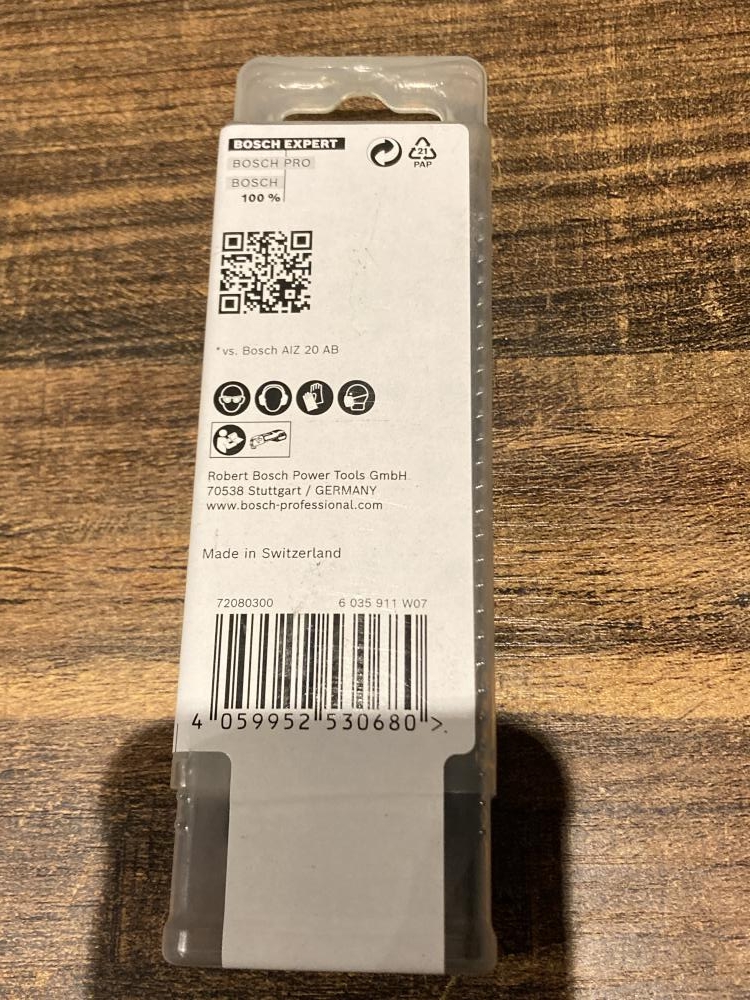 BOSCH EXPERT
BOSCH PRO
BOSCH
100 %
21
PAP
*vs. Bosch AIZ 20 AB
Robert Bosch Power Tools GmbH
70538 Stuttgart / GERMANY
www.bosch-professional.com
Made in Switzerland
72080300 6 035 911 W07
4 059952 530680 >